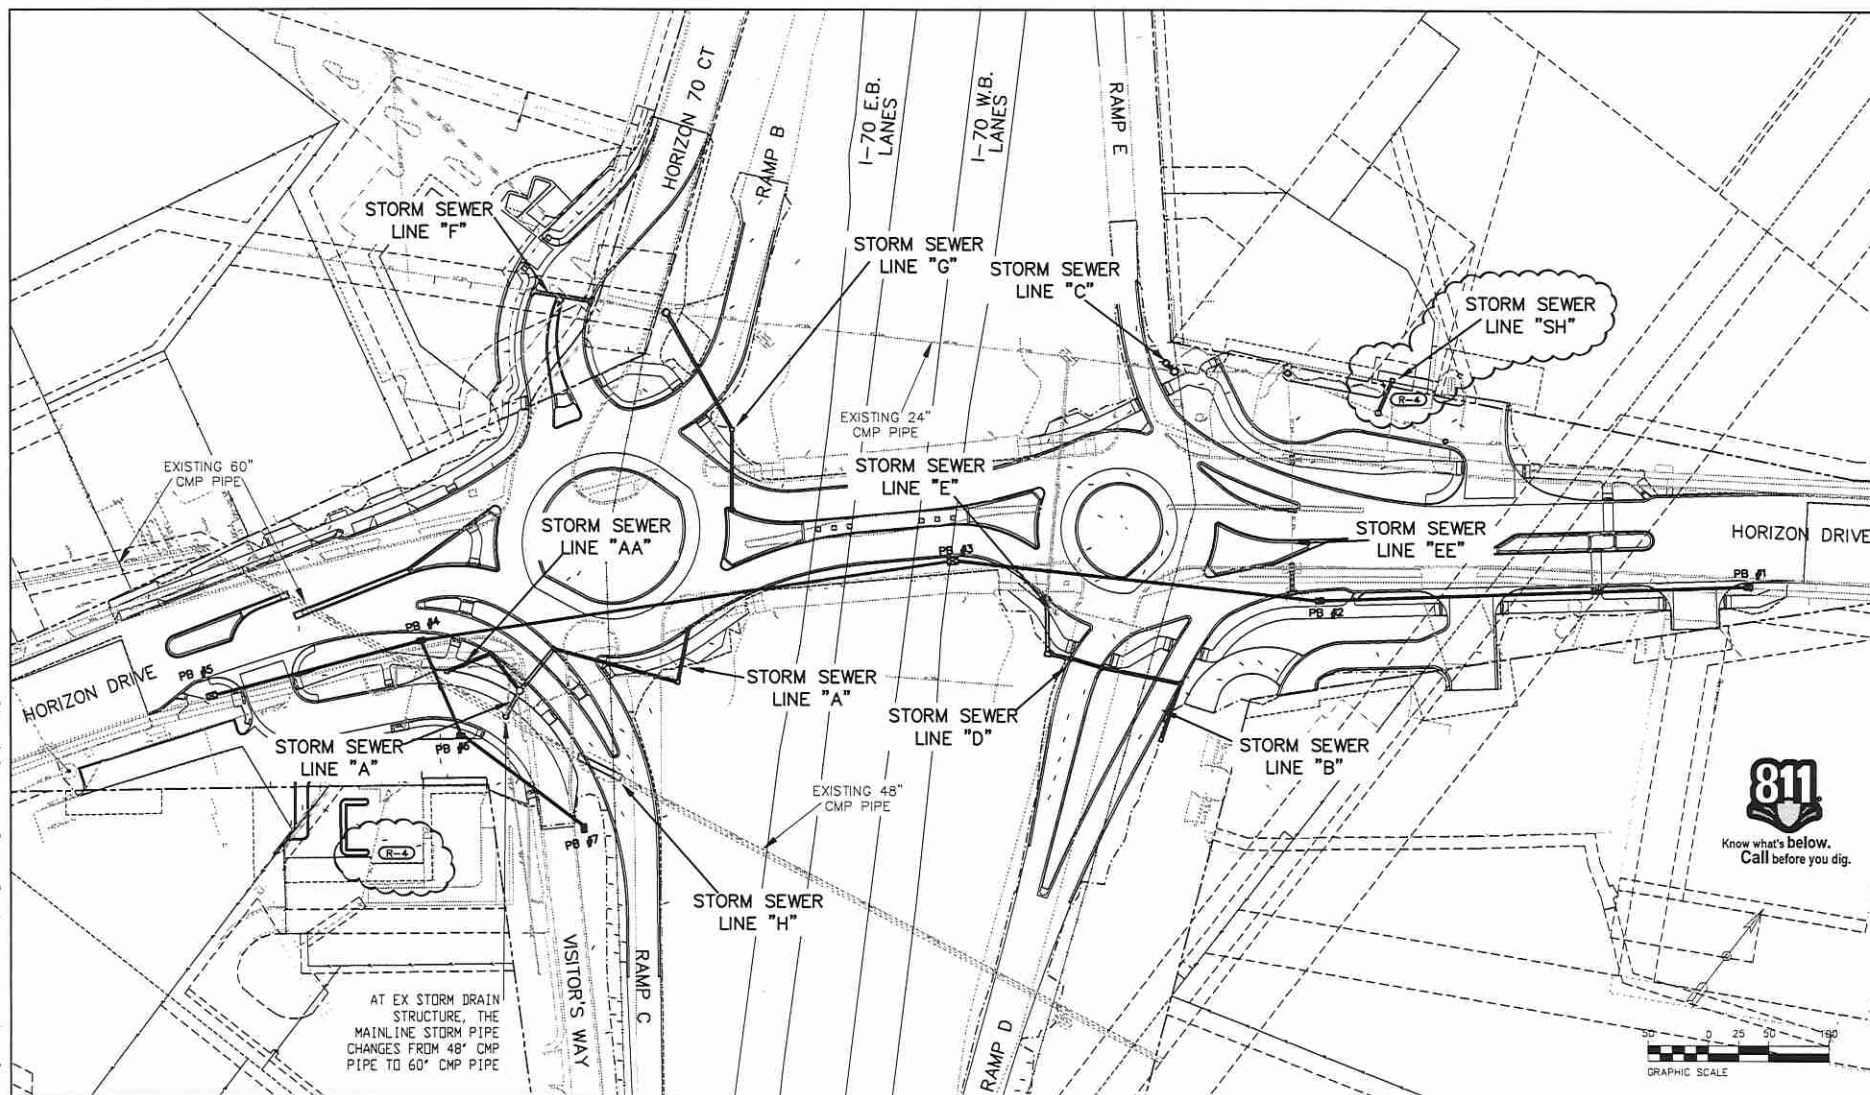 HORIZON 70 CT
RAMP B
I-70 E.B.
LANES
I-70 W.B.
LANES
RAMP E
STORM SEWER
LINE "F"
STORM SEWER
LINE "G"
STORM SEWER
LINE "C"
STORM SEWER
LINE "SH"
R-4
EXISTING 24"
CMP PIPE
EXISTING 60"
CMP PIPE
STORM SEWER
LINE "E"
STORM SEWER
LINE "AA"
STORM SEWER
LINE "EE"
HORIZON DRIVE
PB #3
PB #1
PB #2
PB #4
PB #5
HORIZON DRIVE
STORM SEWER
LINE "A"
STORM SEWER
LINE "D"
STORM SEWER
LINE "B"
STORM SEWER
LINE "A"
PB #6
EXISTING 48"
CMP PIPE
PB #7
R-4
STORM SEWER
LINE "H"
811
Know what's below.
Call before you dig.
VISITOR'S WAY
RAMP C
RAMP D
AT EX STORM DRAIN
STRUCTURE, THE
MAINLINE STORM PIPE
CHANGES FROM 48" CMP
PIPE TO 60" CMP PIPE
50 0 25 50 100
GRAPHIC SCALE